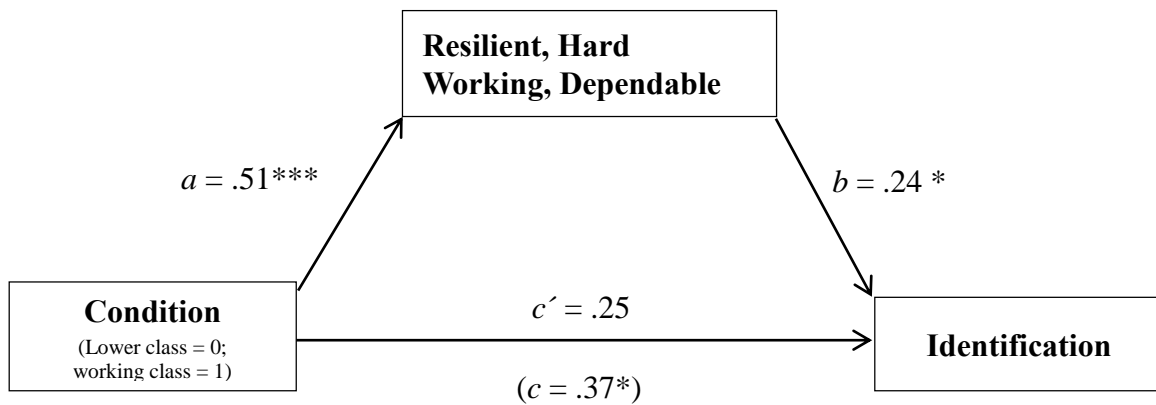 Resilient, Hard
Working, Dependable
a = .51***
b = .24 *
Condition
(Lower class = 0;
working class = 1)
c´ = .25
(c = .37*)
Identification